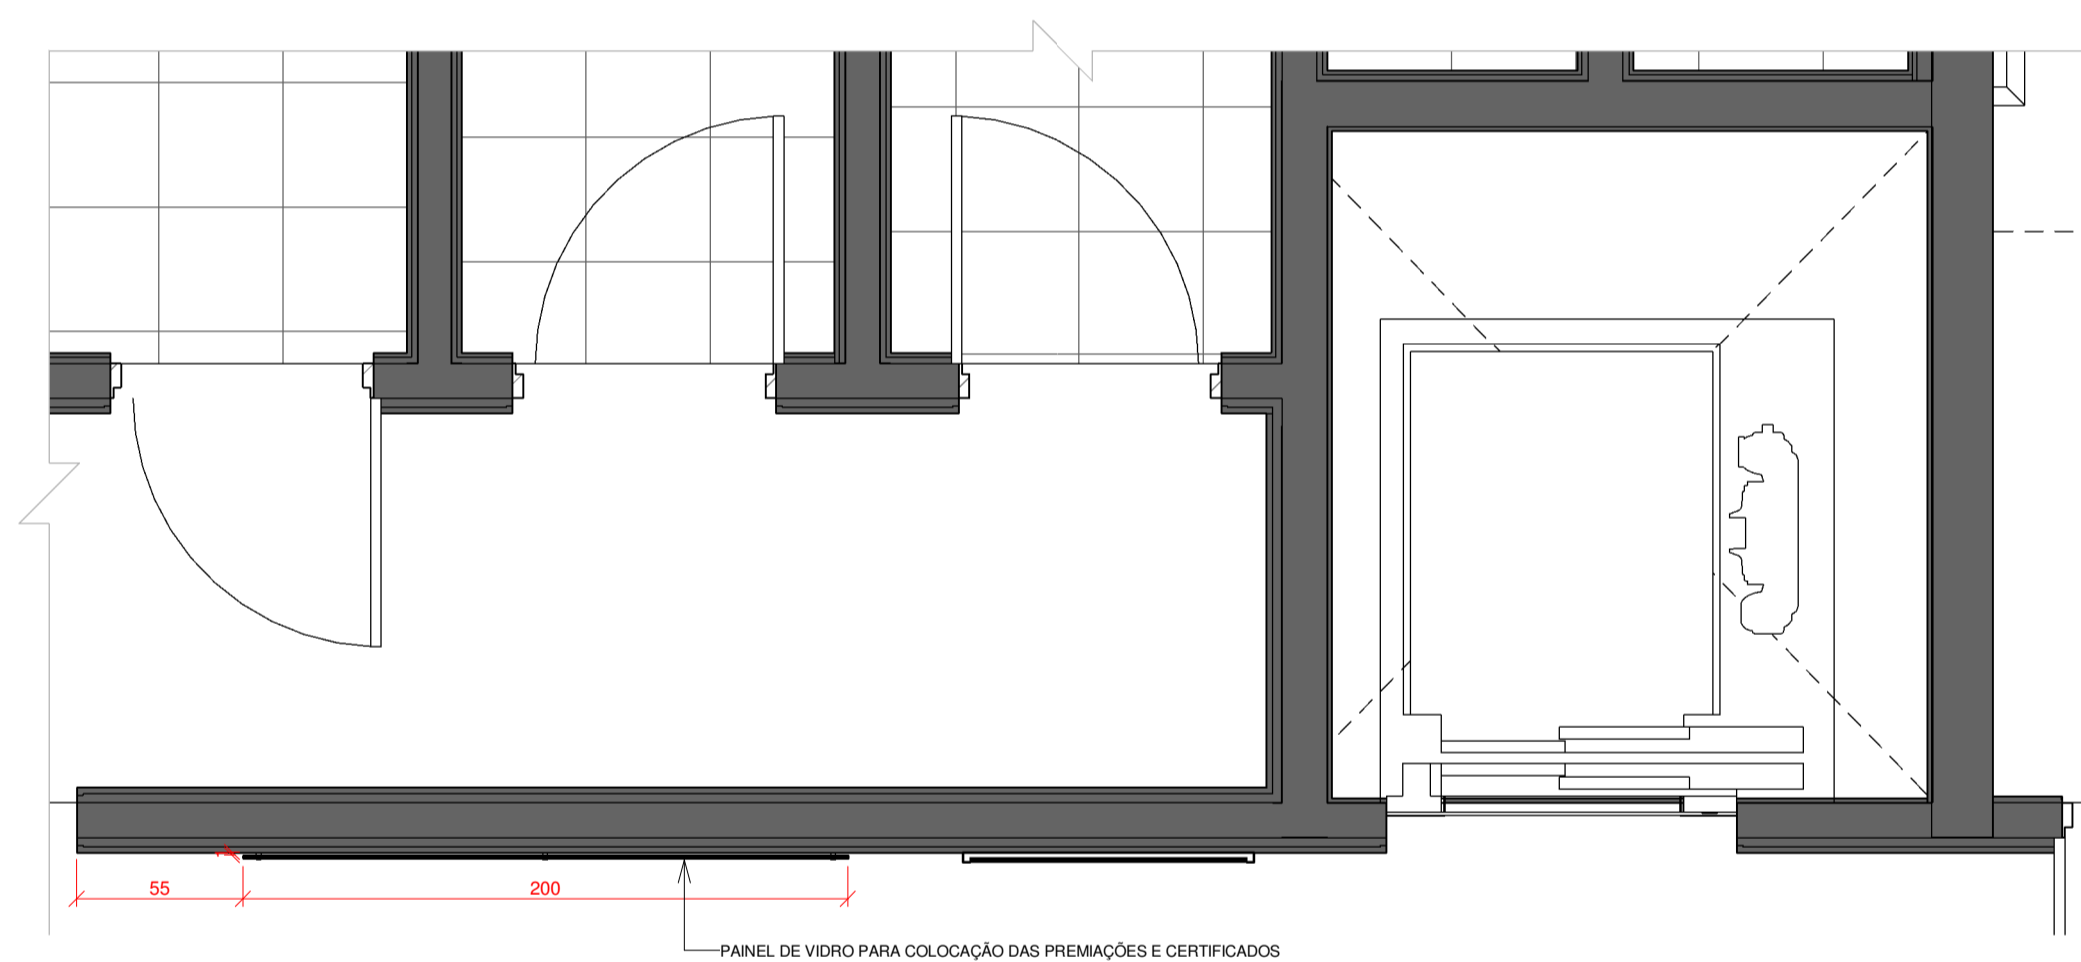 55
200
PAINEL DE VIDRO PARA COLOCAÇÃO DAS PREMIAÇÕES E CERTIFICADOS